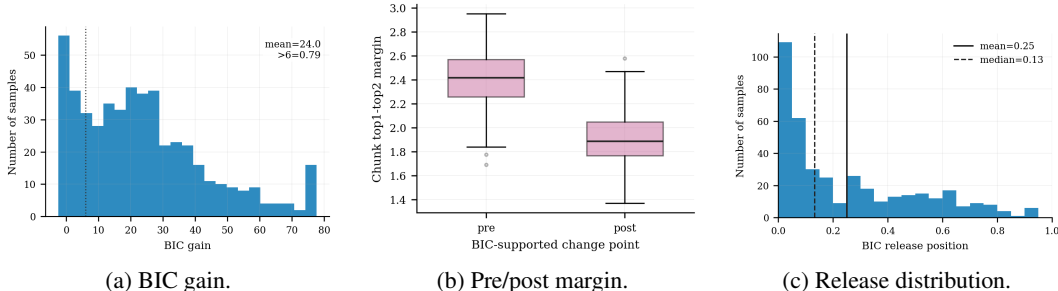 mean=24.0
>6=0.79
50
40
30
20
10
0
Number of samples
0 10 20 30 40 50 60 70 80
BIC gain
(a) BIC gain.
3.0
2.8
2.6
2.4
2.2
2.0
1.8
1.6
1.4
Chunk top1-top2 margin
pre post
BIC-supported change point
(b) Pre/post margin.
mean=0.25
median=0.13
100
80
60
40
20
0
Number of samples
0.0 0.2 0.4 0.6 0.8 1.0
BIC release position
(c) Release distribution.